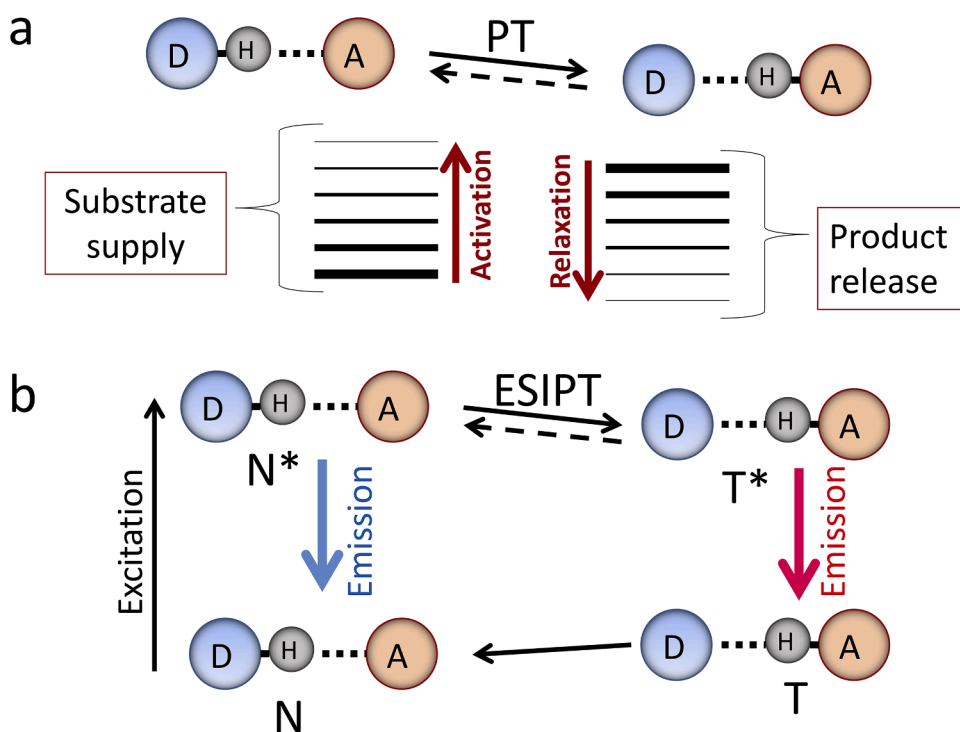 a
D H A
PT
D H A
Substrate
supply
Activation
Relaxation
Product
release
b
D H A
ESIPT
D H A
N*
T*
Excitation
Emission
Emission
D H A
D H A
N
T